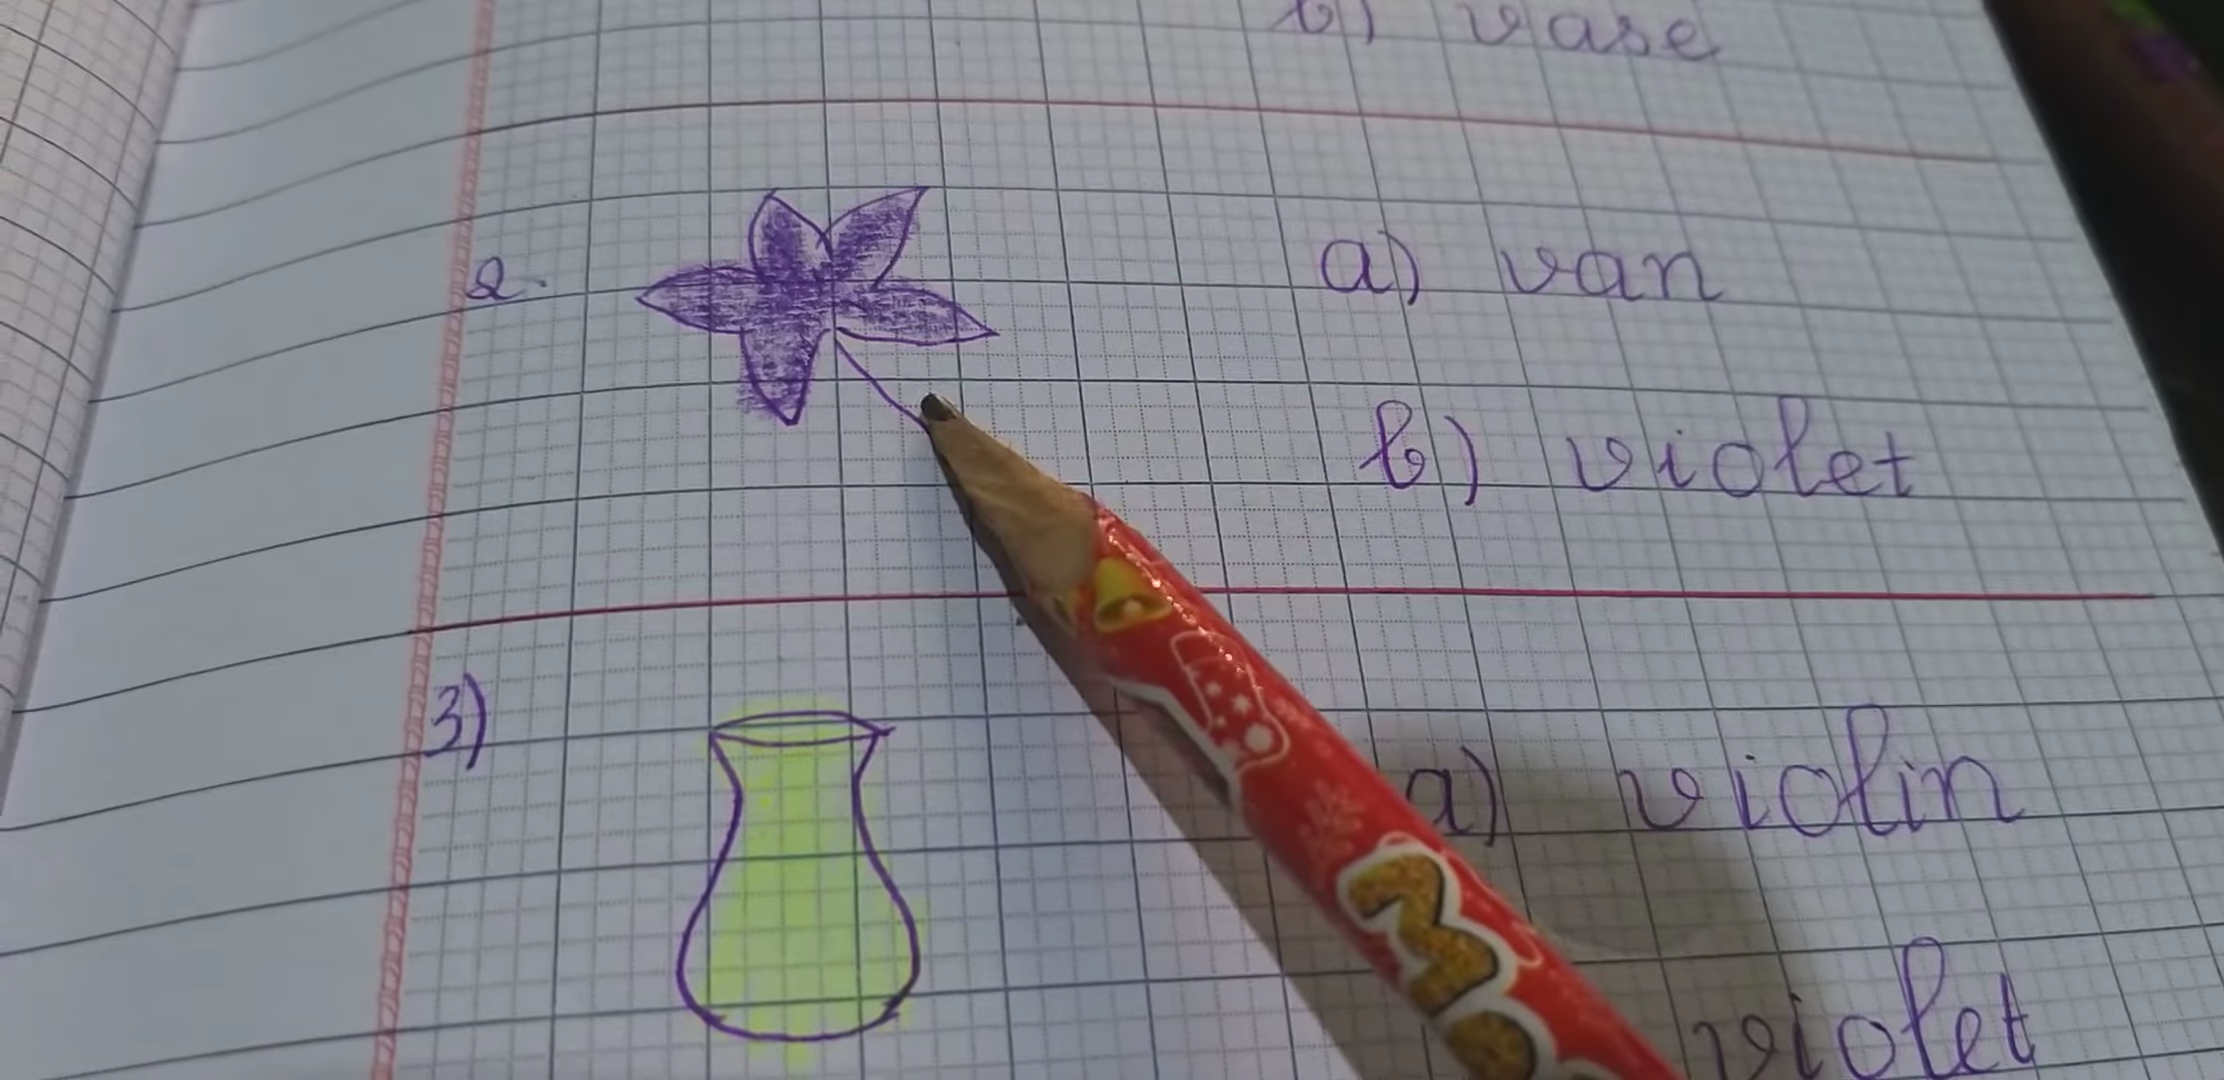 b) vase
2.
a) van
b) violet
3)
a) violin
violet